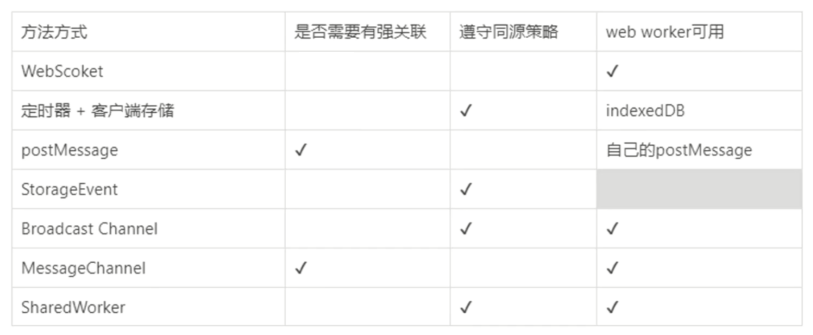 方法方式 是否需要有强关联 遵守同源策略 web worker可用
WebScoket ✓
定时器 + 客户端存储 ✓ indexedDB
postMessage ✓ 自己的postMessage
StorageEvent ✓
Broadcast Channel ✓ ✓
MessageChannel ✓ ✓
SharedWorker ✓ ✓